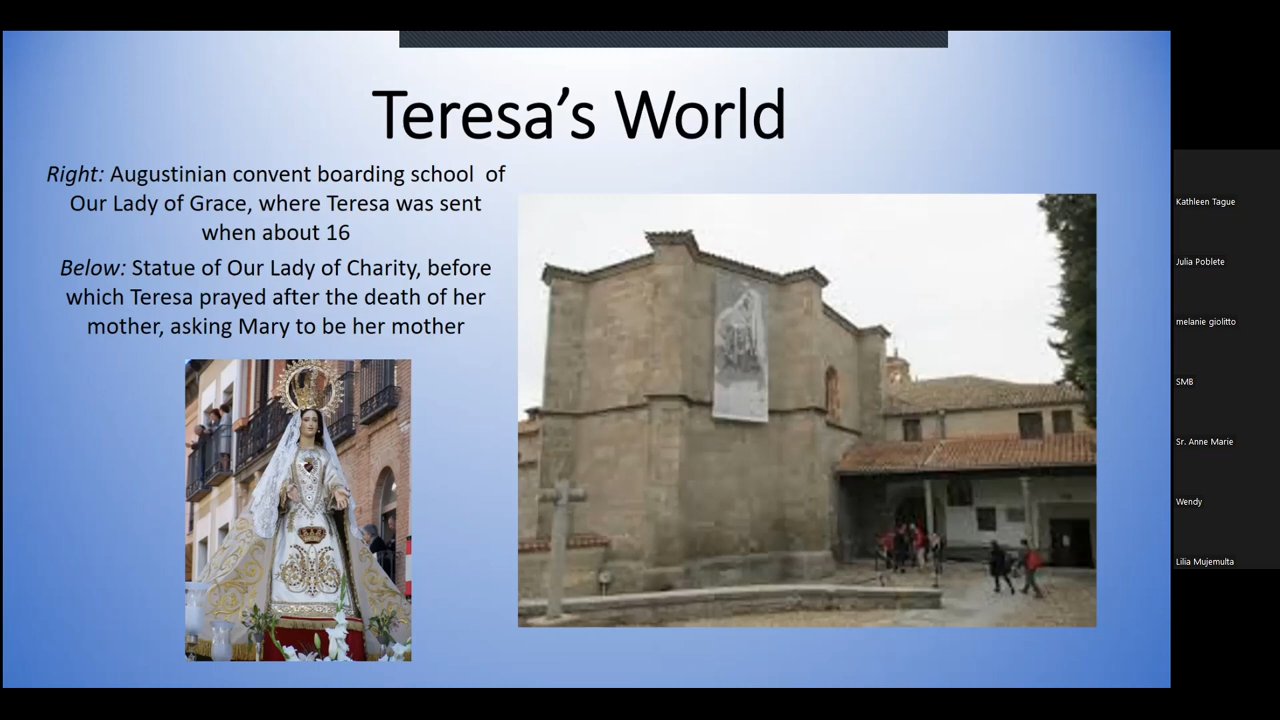 Teresa's World
Right: Augustinian convent boarding school of
Our Lady of Grace, where Teresa was sent
when about 16
Below: Statue of Our Lady of Charity, before
which Teresa prayed after the death of her
mother, asking Mary to be her mother
Kathleen Tague
Julia Poblete
melanie giolitto
SMB
Sr. Anne Marie
Wendy
Lilia Mujemulta